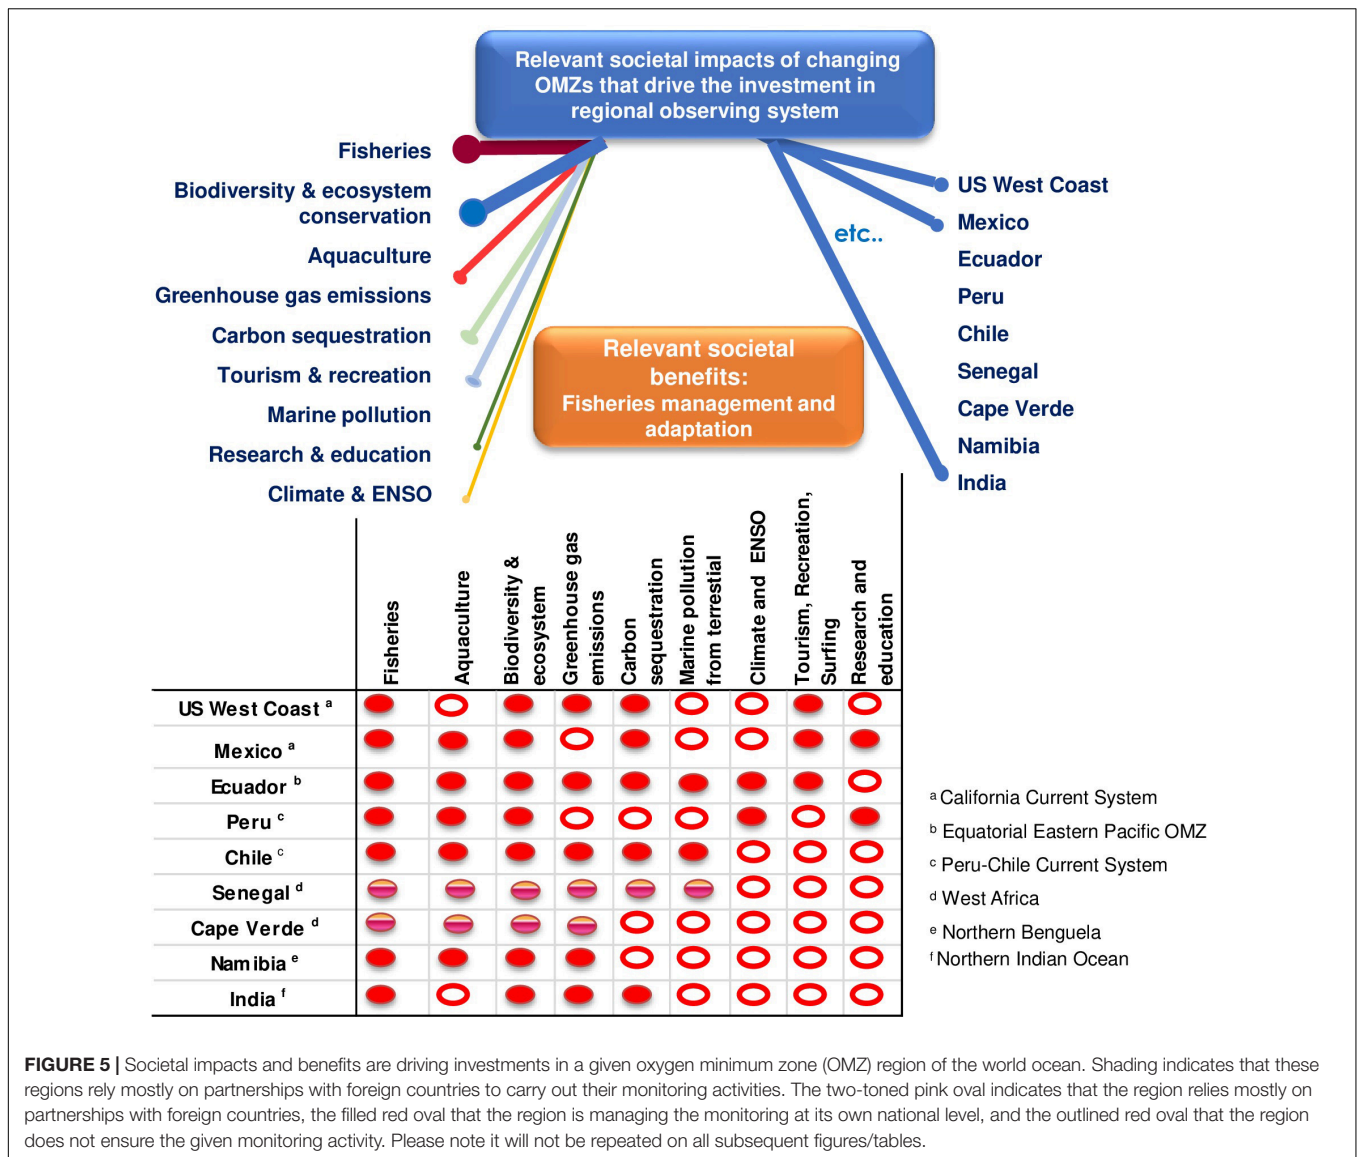 Relevant societal impacts of changing
OMZs that drive the investment in
regional observing system
Fisheries
Biodiversity & ecosystem
conservation
Aquaculture
Greenhouse gas emissions
Carbon sequestration
Tourism & recreation
Marine pollution
Research & education
Climate & ENSO
etc..
US West Coast
Mexico
Ecuador
Peru
Chile
Senegal
Cape Verde
Namibia
India
Relevant societal
benefits:
Fisheries management and
adaptation
Fisheries
Aquaculture
Biodiversity &
ecosystem
Greenhouse gas
emissions
Carbon
sequestration
Marine pollution
from terrestial
Climate and ENSO
Tourism, Recreation,
Surfing
Research and
education
US West Coast a
Mexico a
Ecuador b
Peru c
Chile c
Senegal d
Cape Verde d
Namibia e
India f
a California Current System
b Equatorial Eastern Pacific OMZ
c Peru-Chile Current System
d West Africa
e Northern Benguela
f Northern Indian Ocean
FIGURE 5 | Societal impacts and benefits are driving investments in a given oxygen minimum zone (OMZ) region of the world ocean. Shading indicates that these
regions rely mostly on partnerships with foreign countries to carry out their monitoring activities. The two-toned pink oval indicates that the region relies mostly on
partnerships with foreign countries, the filled red oval that the region is managing the monitoring at its own national level, and the outlined red oval that the region
does not ensure the given monitoring activity. Please note it will not be repeated on all subsequent figures/tables.